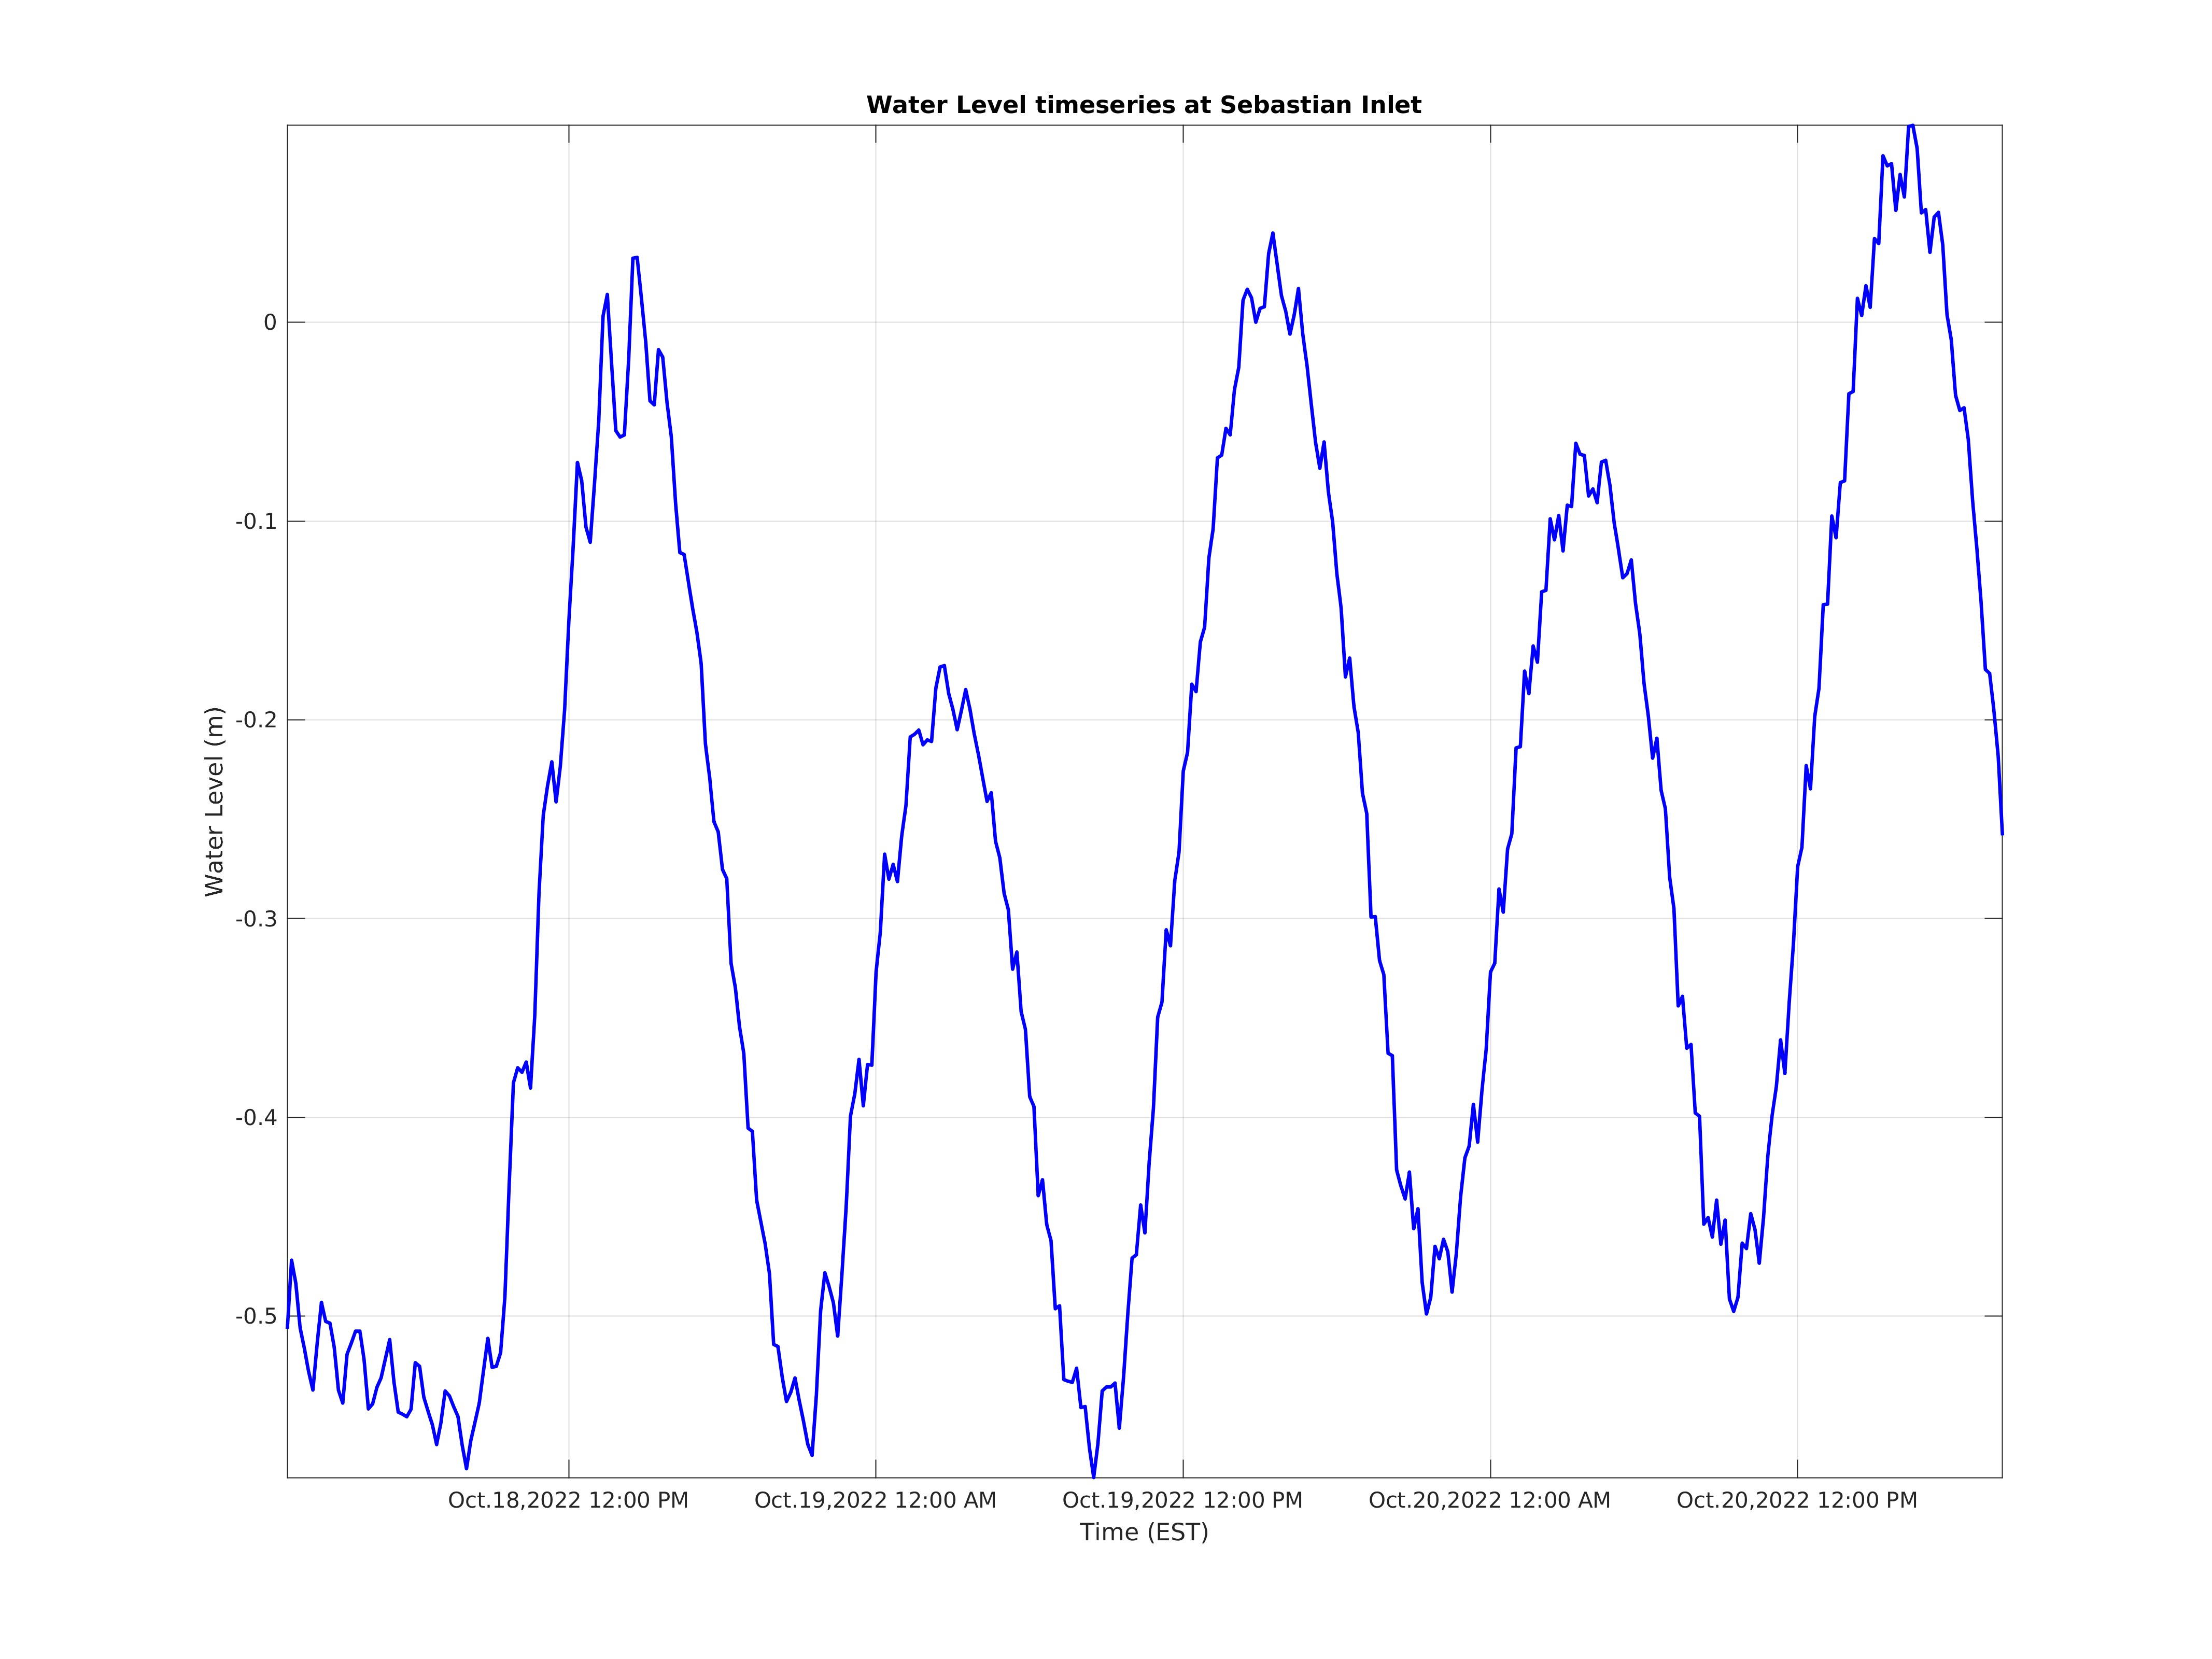 Water Level timeseries at Sebastian Inlet
0
-0.1
-0.2
-0.3
-0.4
-0.5
Water Level (m)
Oct.18,2022 12:00 PM
Oct.19,2022 12:00 AM
Oct.19,2022 12:00 PM
Oct.20,2022 12:00 AM
Oct.20,2022 12:00 PM
Time (EST)